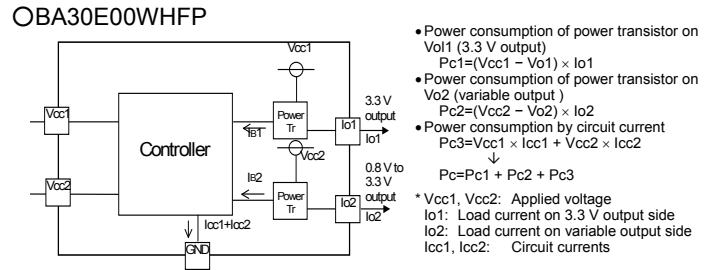 ○BA30E00WHFP
Vcc1
Vcc1
Controller
Power
Tr
IB1
3.3 V
output
Io1
Io1
Vcc2
Vcc2
IB2
Power
Tr
0.8 V to
3.3 V
output
Io2
Io2
Icc1+Icc2
GND
• Power consumption of power transistor on
Vol1 (3.3 V output)
Pc1=(Vcc1 − Vo1) × Io1
• Power consumption of power transistor on
Vo2 (variable output )
Pc2=(Vcc2 − Vo2) × Io2
• Power consumption by circuit current
Pc3=Vcc1 × Icc1 + Vcc2 × Icc2
↓
Pc=Pc1 + Pc2 + Pc3
* Vcc1, Vcc2: Applied voltage
Io1: Load current on 3.3 V output side
Io2: Load current on variable output side
Icc1, Icc2: Circuit currents